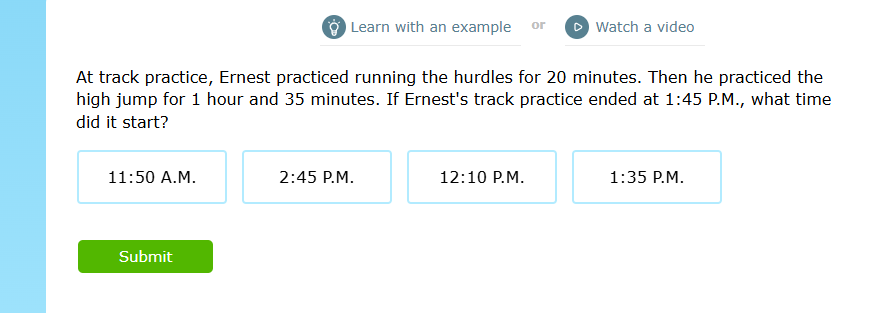 Learn with an example or Watch a video
At track practice, Ernest practiced running the hurdles for 20 minutes. Then he practiced the
high jump for 1 hour and 35 minutes. If Ernest's track practice ended at 1:45 P.M., what time
did it start?
11:50 A.M. 2:45 P.M. 12:10 P.M. 1:35 P.M.
Submit